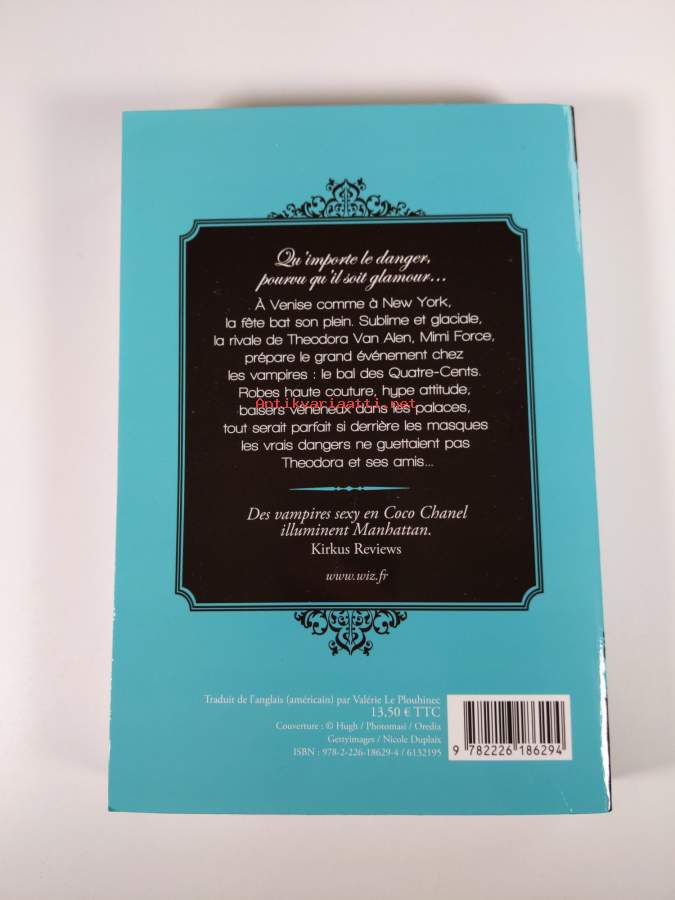 Qu'importe le danger,
pourvu qu'il soit glamour...
À Venise comme à New York,
la fête bat son plein. Sublime et glaciale,
la rivale de Theodora Van Alen, Mimi Force,
prépare le grand événement chez
les vampires : le bal des Quatre-Cents.
Robes haute couture, hype attitude,
Antikvariaatti.net
baisers vénéneux dans les palaces,
tout serait parfait si derrière les masques
les vrais dangers ne guettaient pas
Theodora et ses amis...
Des vampires sexy en Coco Chanel
illuminent Manhattan.
Kirkus Reviews
www.wiz.fr
Traduit de l'anglais (américain) par Valérie Le Plouhinec
13,50 € TTC
Couverture : © Hugh / Photomasi / Oredia
Gettyimages / Nicole Duplaix
ISBN : 978-2-226-18629-4 / 6132195
9 782226 186294